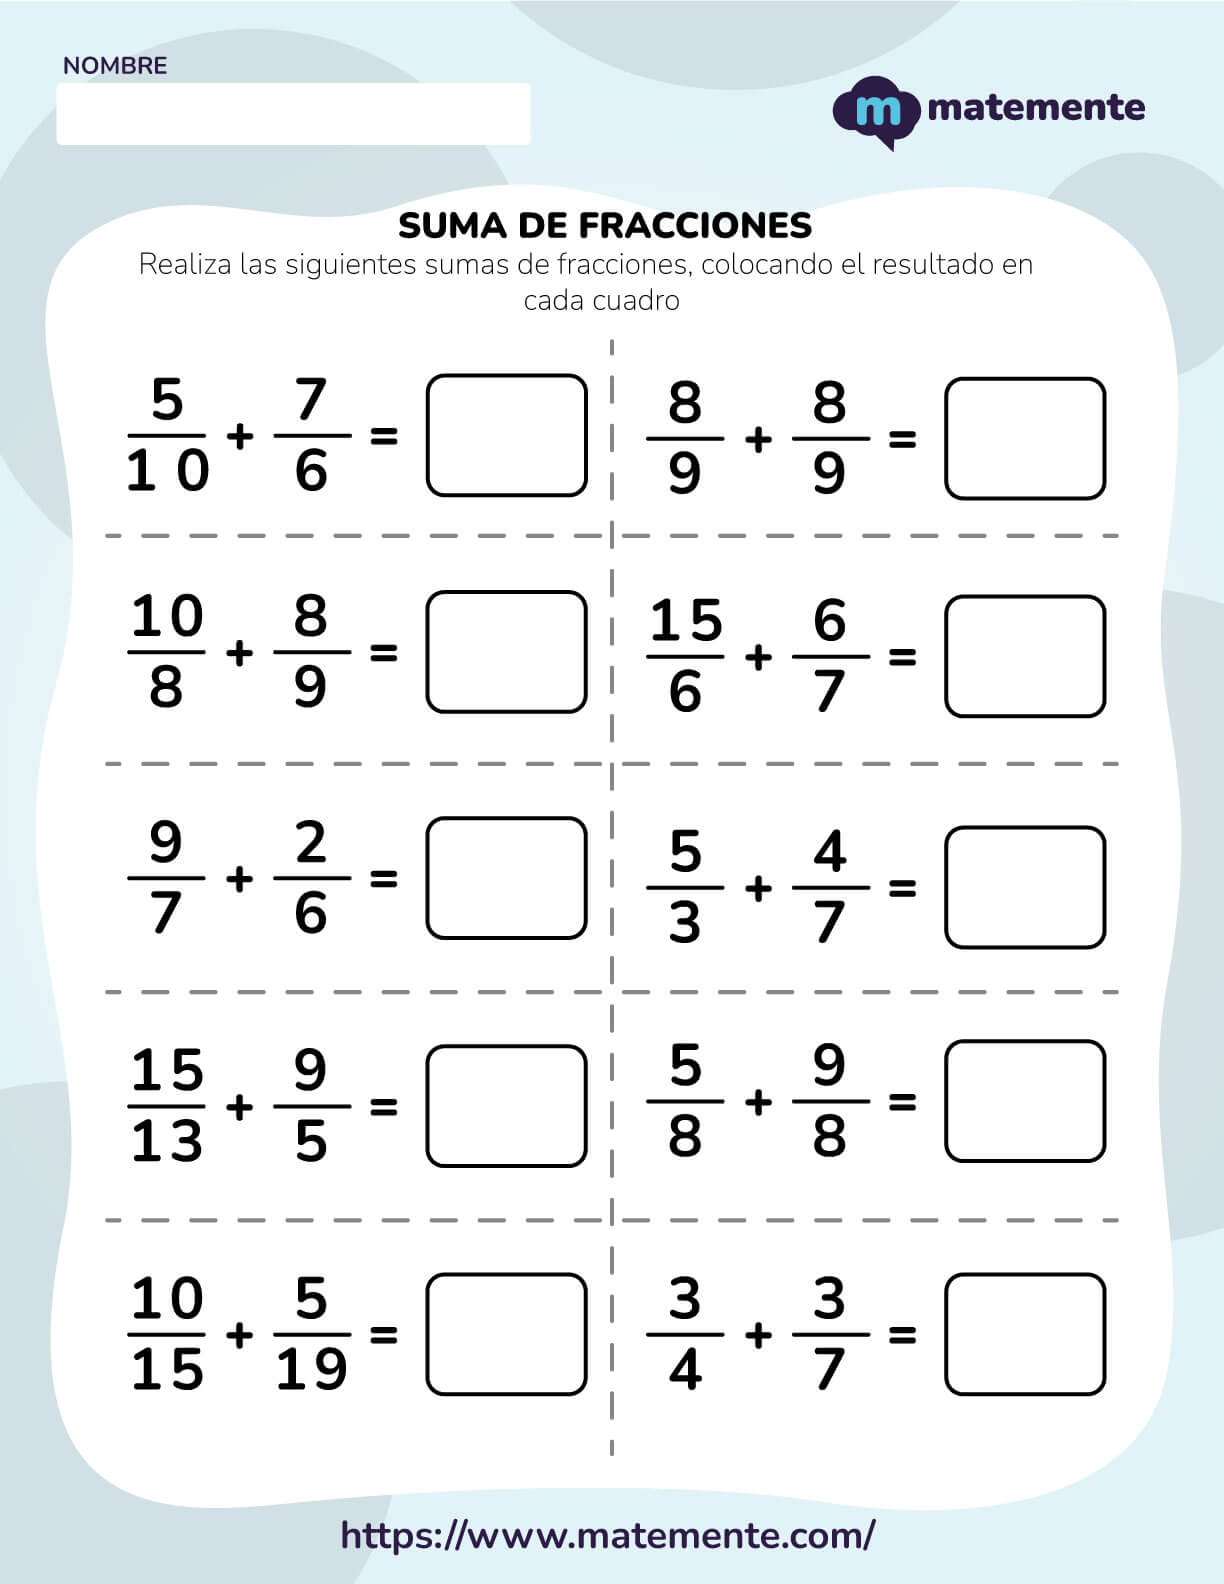 NOMBRE
m matemente
SUMA DE FRACCIONES
Realiza las siguientes sumas de fracciones, colocando el resultado en
cada cuadro
5/10 + 7/6 =
8/9 + 8/9 =
10/8 + 8/9 =
15/6 + 6/7 =
9/7 + 2/6 =
5/3 + 4/7 =
15/13 + 9/5 =
5/8 + 9/8 =
10/15 + 5/19 =
3/4 + 3/7 =
https://www.matemente.com/